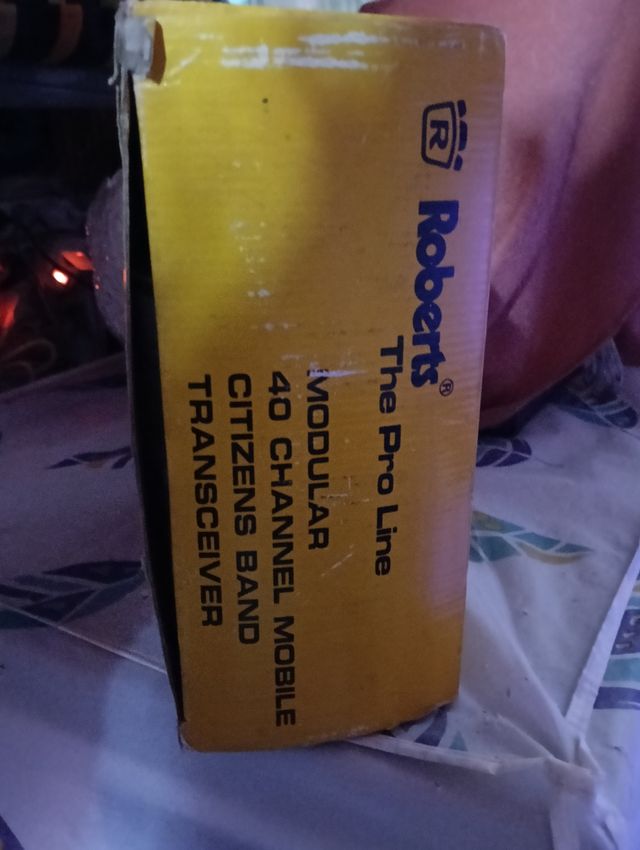 R
Roberts®
The Pro Line
MODULAR
40 CHANNEL MOBILE
CITIZENS BAND
TRANSCEIVER